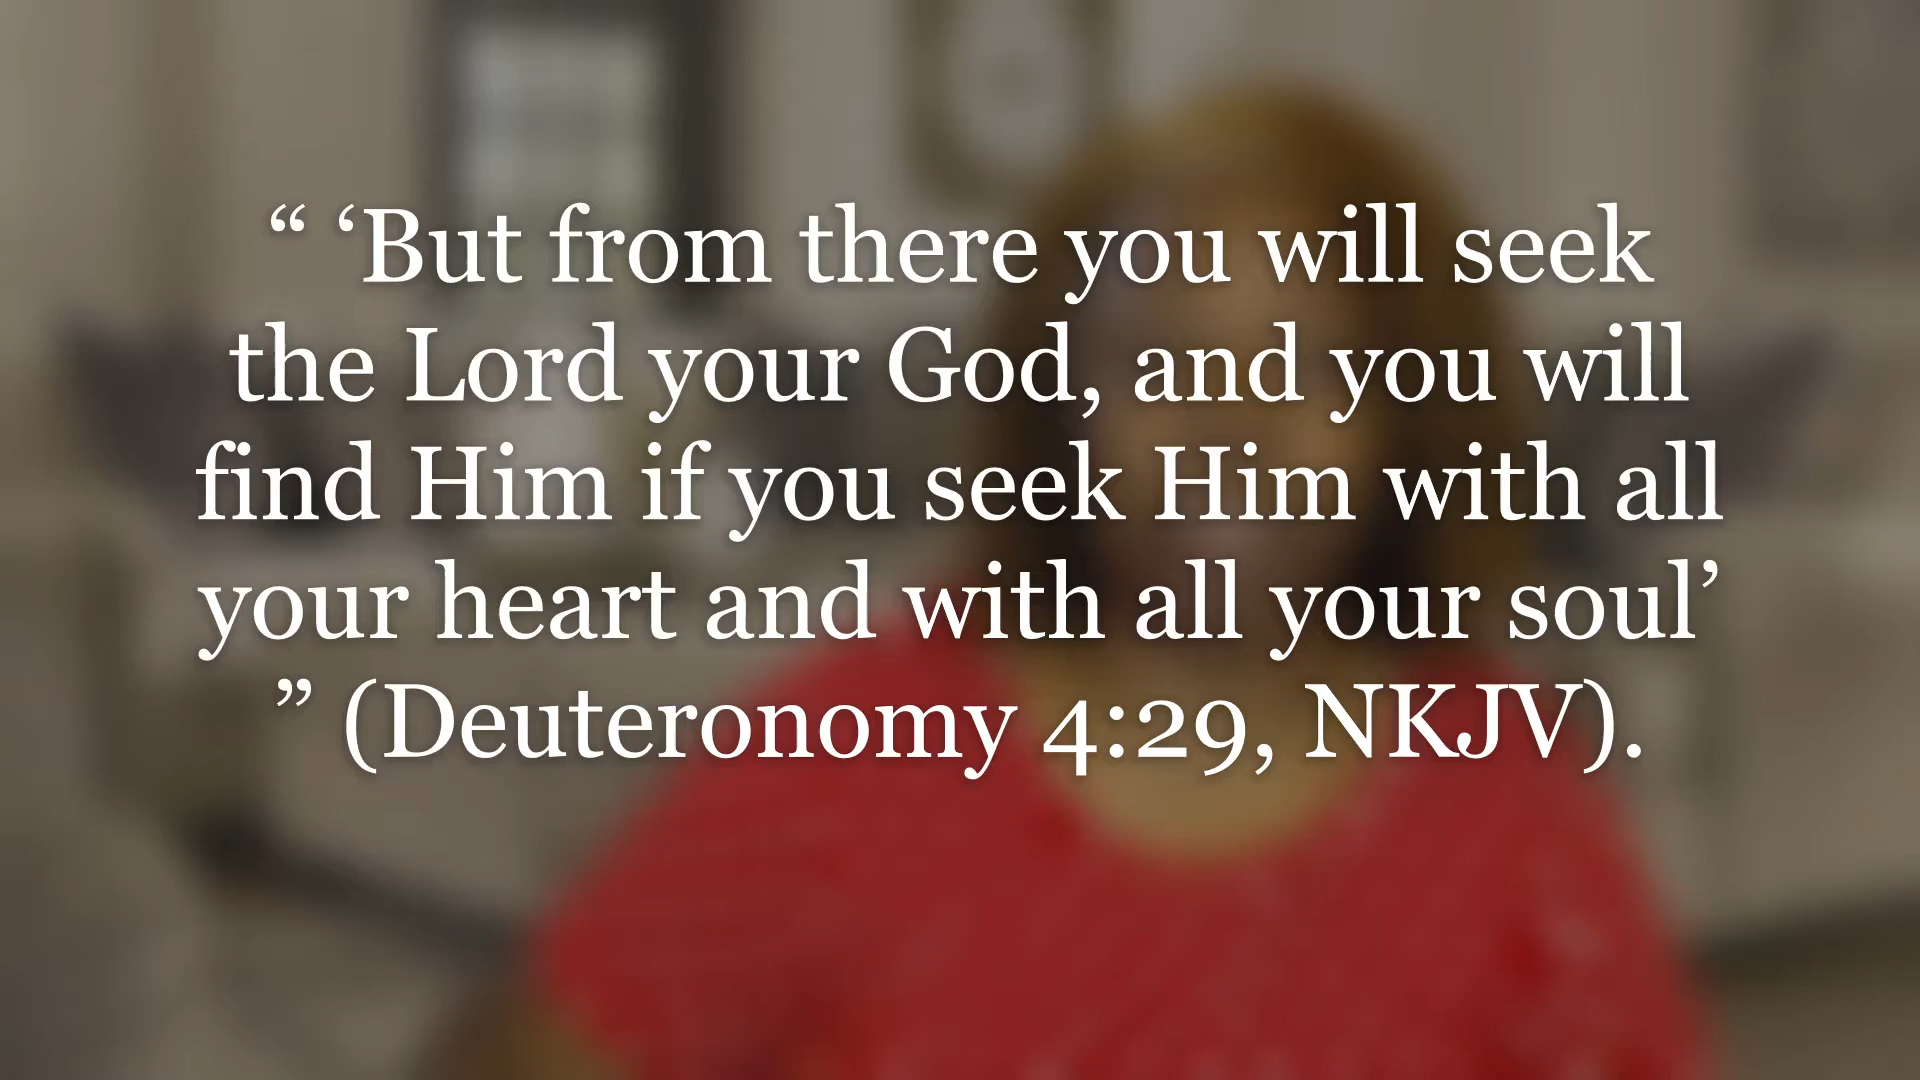 “ ‘But from there you will seek
the Lord your God, and you will
find Him if you seek Him with all
your heart and with all your soul’
” (Deuteronomy 4:29, NKJV).